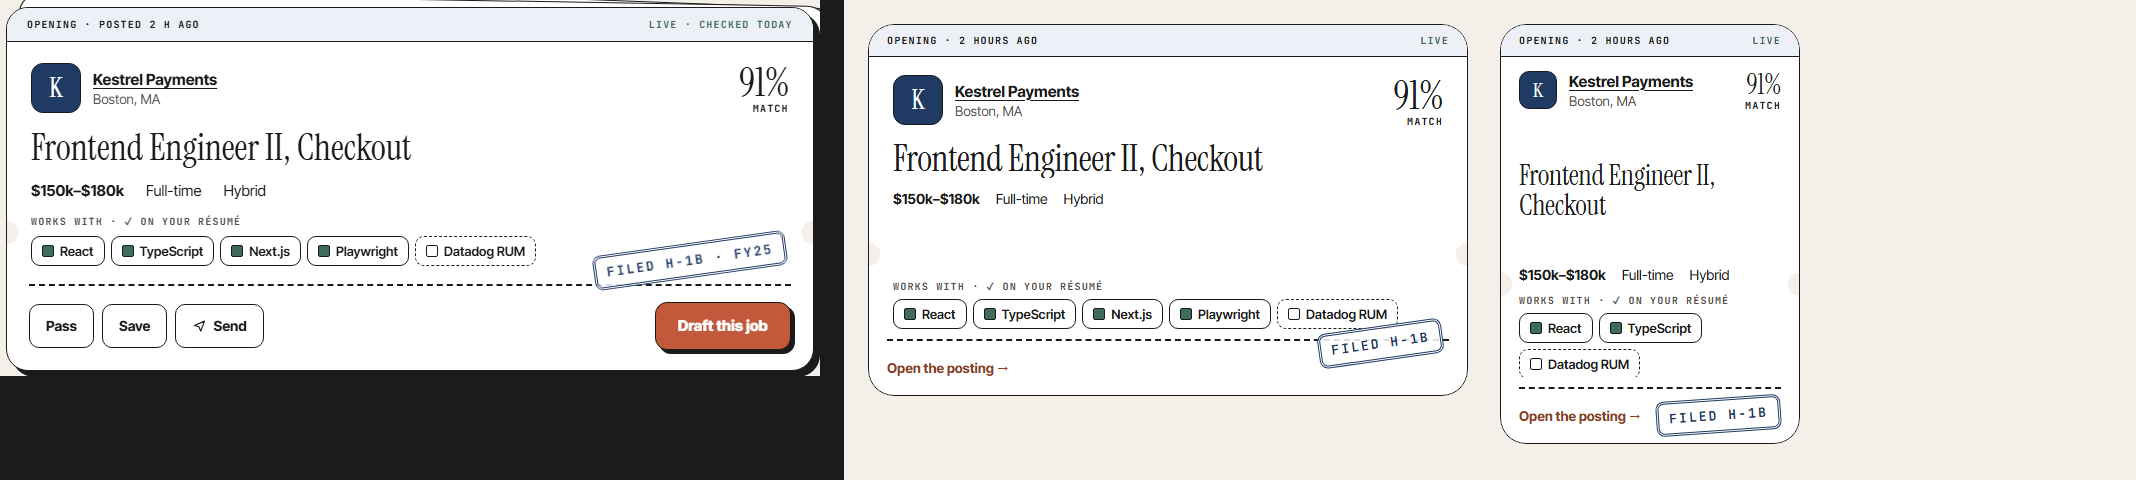 OPENING · POSTED 2 H AGO
LIVE · CHECKED TODAY
K
Kestrel Payments
Boston, MA
91%
MATCH
Frontend Engineer II, Checkout
$150k–$180k Full-time Hybrid
WORKS WITH · ✓ ON YOUR RÉSUMÉ
React TypeScript Next.js Playwright Datadog RUM
FILED H-1B · FY25
Pass Save Send
Draft this job
OPENING · 2 HOURS AGO
LIVE
K
Kestrel Payments
Boston, MA
91%
MATCH
Frontend Engineer II, Checkout
$150k–$180k Full-time Hybrid
WORKS WITH · ✓ ON YOUR RÉSUMÉ
React TypeScript Next.js Playwright Datadog RUM
FILED H-1B
Open the posting →
OPENING · 2 HOURS AGO
LIVE
K
Kestrel Payments
Boston, MA
91%
MATCH
Frontend Engineer II,
Checkout
$150k–$180k Full-time Hybrid
WORKS WITH · ✓ ON YOUR RÉSUMÉ
React TypeScript
Datadog RUM
Open the posting →
FILED H-1B